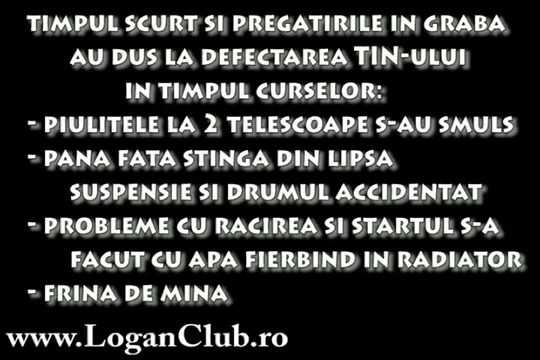 TIMPUL SCURT SI PREGATIRILE IN GRABA
AU DUS LA DEFECTAREA TIN-ULUI
IN TIMPUL CURSELOR:
- PIULITELE LA 2 TELESCOAPE S-AU SMULS
- PANA FATA STINGA DIN LIPSA
SUSPENSIE SI DRUMUL ACCIDENTAT
- PROBLEME CU RACIREA SI STARTUL S-A
FACUT CU APA FIERBIND IN RADIATOR
- FRINA DE MINA
www.LoganClub.ro